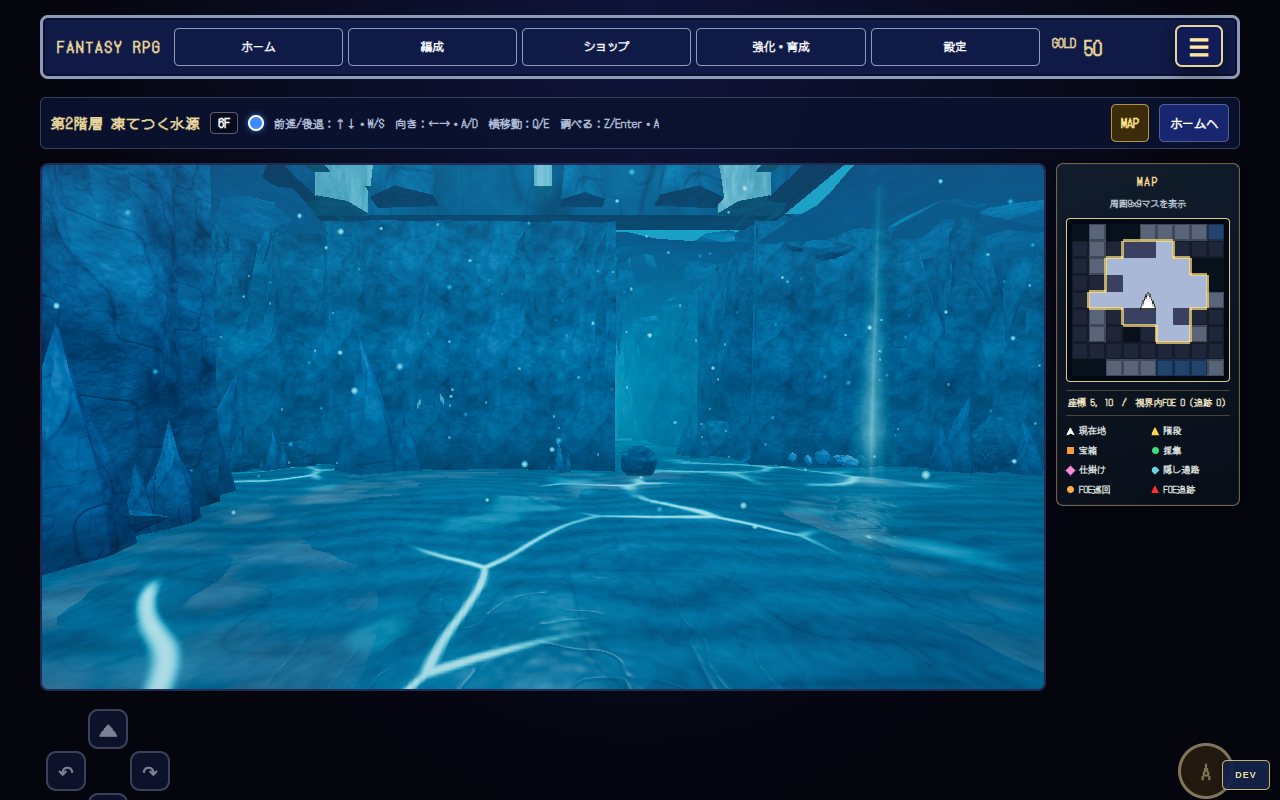 FANTASY RPG
ホーム
編成
ショップ
強化・育成
設定
GOLD 50
第2階層 凍てつく水源
6F
前進/後退：↑↓・W/S 向き：←→・A/D 横移動：Q/E 調べる：Z/Enter・A
MAP
ホームへ
MAP
周囲9x9マスを表示
座標 5, 10 / 視界内FOE 0 (追跡 0)
現在地
階段
宝箱
採集
仕掛け
隠し通路
FOE巡回
FOE追跡
A
DEV